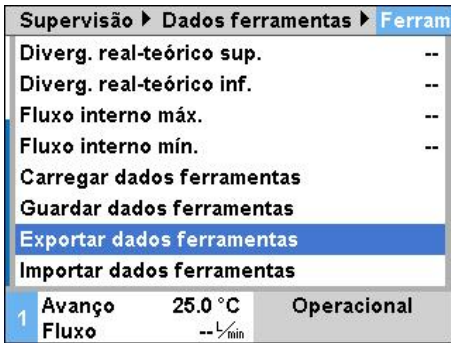 Supervisão ▶ Dados ferramentas ▶ Ferram
Diverg. real-teórico sup. --
Diverg. real-teórico inf. --
Fluxo interno máx. --
Fluxo interno mín. --
Carregar dados ferramentas
Guardar dados ferramentas
Exportar dados ferramentas
Importar dados ferramentas
1 Avanço 25.0 °C Operacional
Fluxo -- L/min